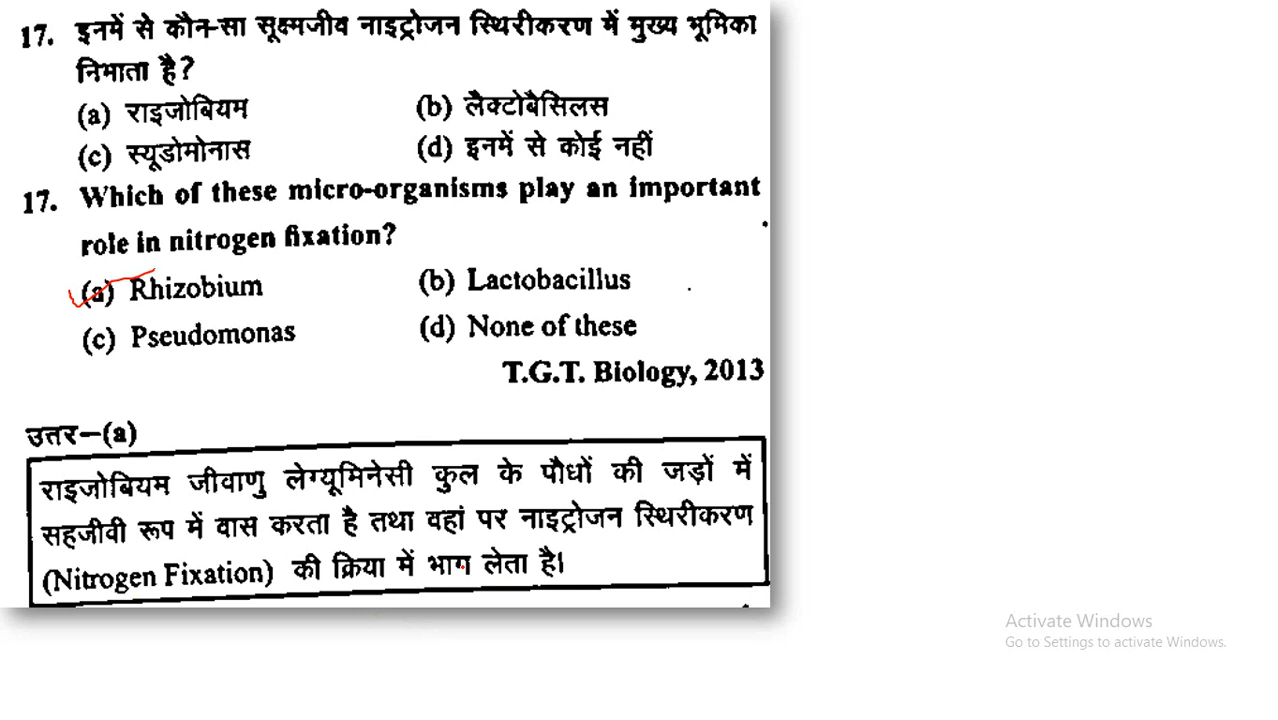 17. इनमें से कौन-सा सूक्ष्मजीव नाइट्रोजन स्थिरीकरण में मुख्य भूमिका
निभाता है?
(a) राइजोबियम (b) लैक्टोबैसिलस
(c) स्यूडोमोनास (d) इनमें से कोई नहीं
17. Which of these micro-organisms play an important
role in nitrogen fixation?
(a) Rhizobium (b) Lactobacillus
(c) Pseudomonas (d) None of these
T.G.T. Biology, 2013
उत्तर—(a)
राइजोबियम जीवाणु लेग्यूमिनेसी कुल के पौधों की जड़ों में
सहजीवी रूप में वास करता है तथा वहां पर नाइट्रोजन स्थिरीकरण
(Nitrogen Fixation) की क्रिया में भाग लेता है।
Activate Windows
Go to Settings to activate Windows.